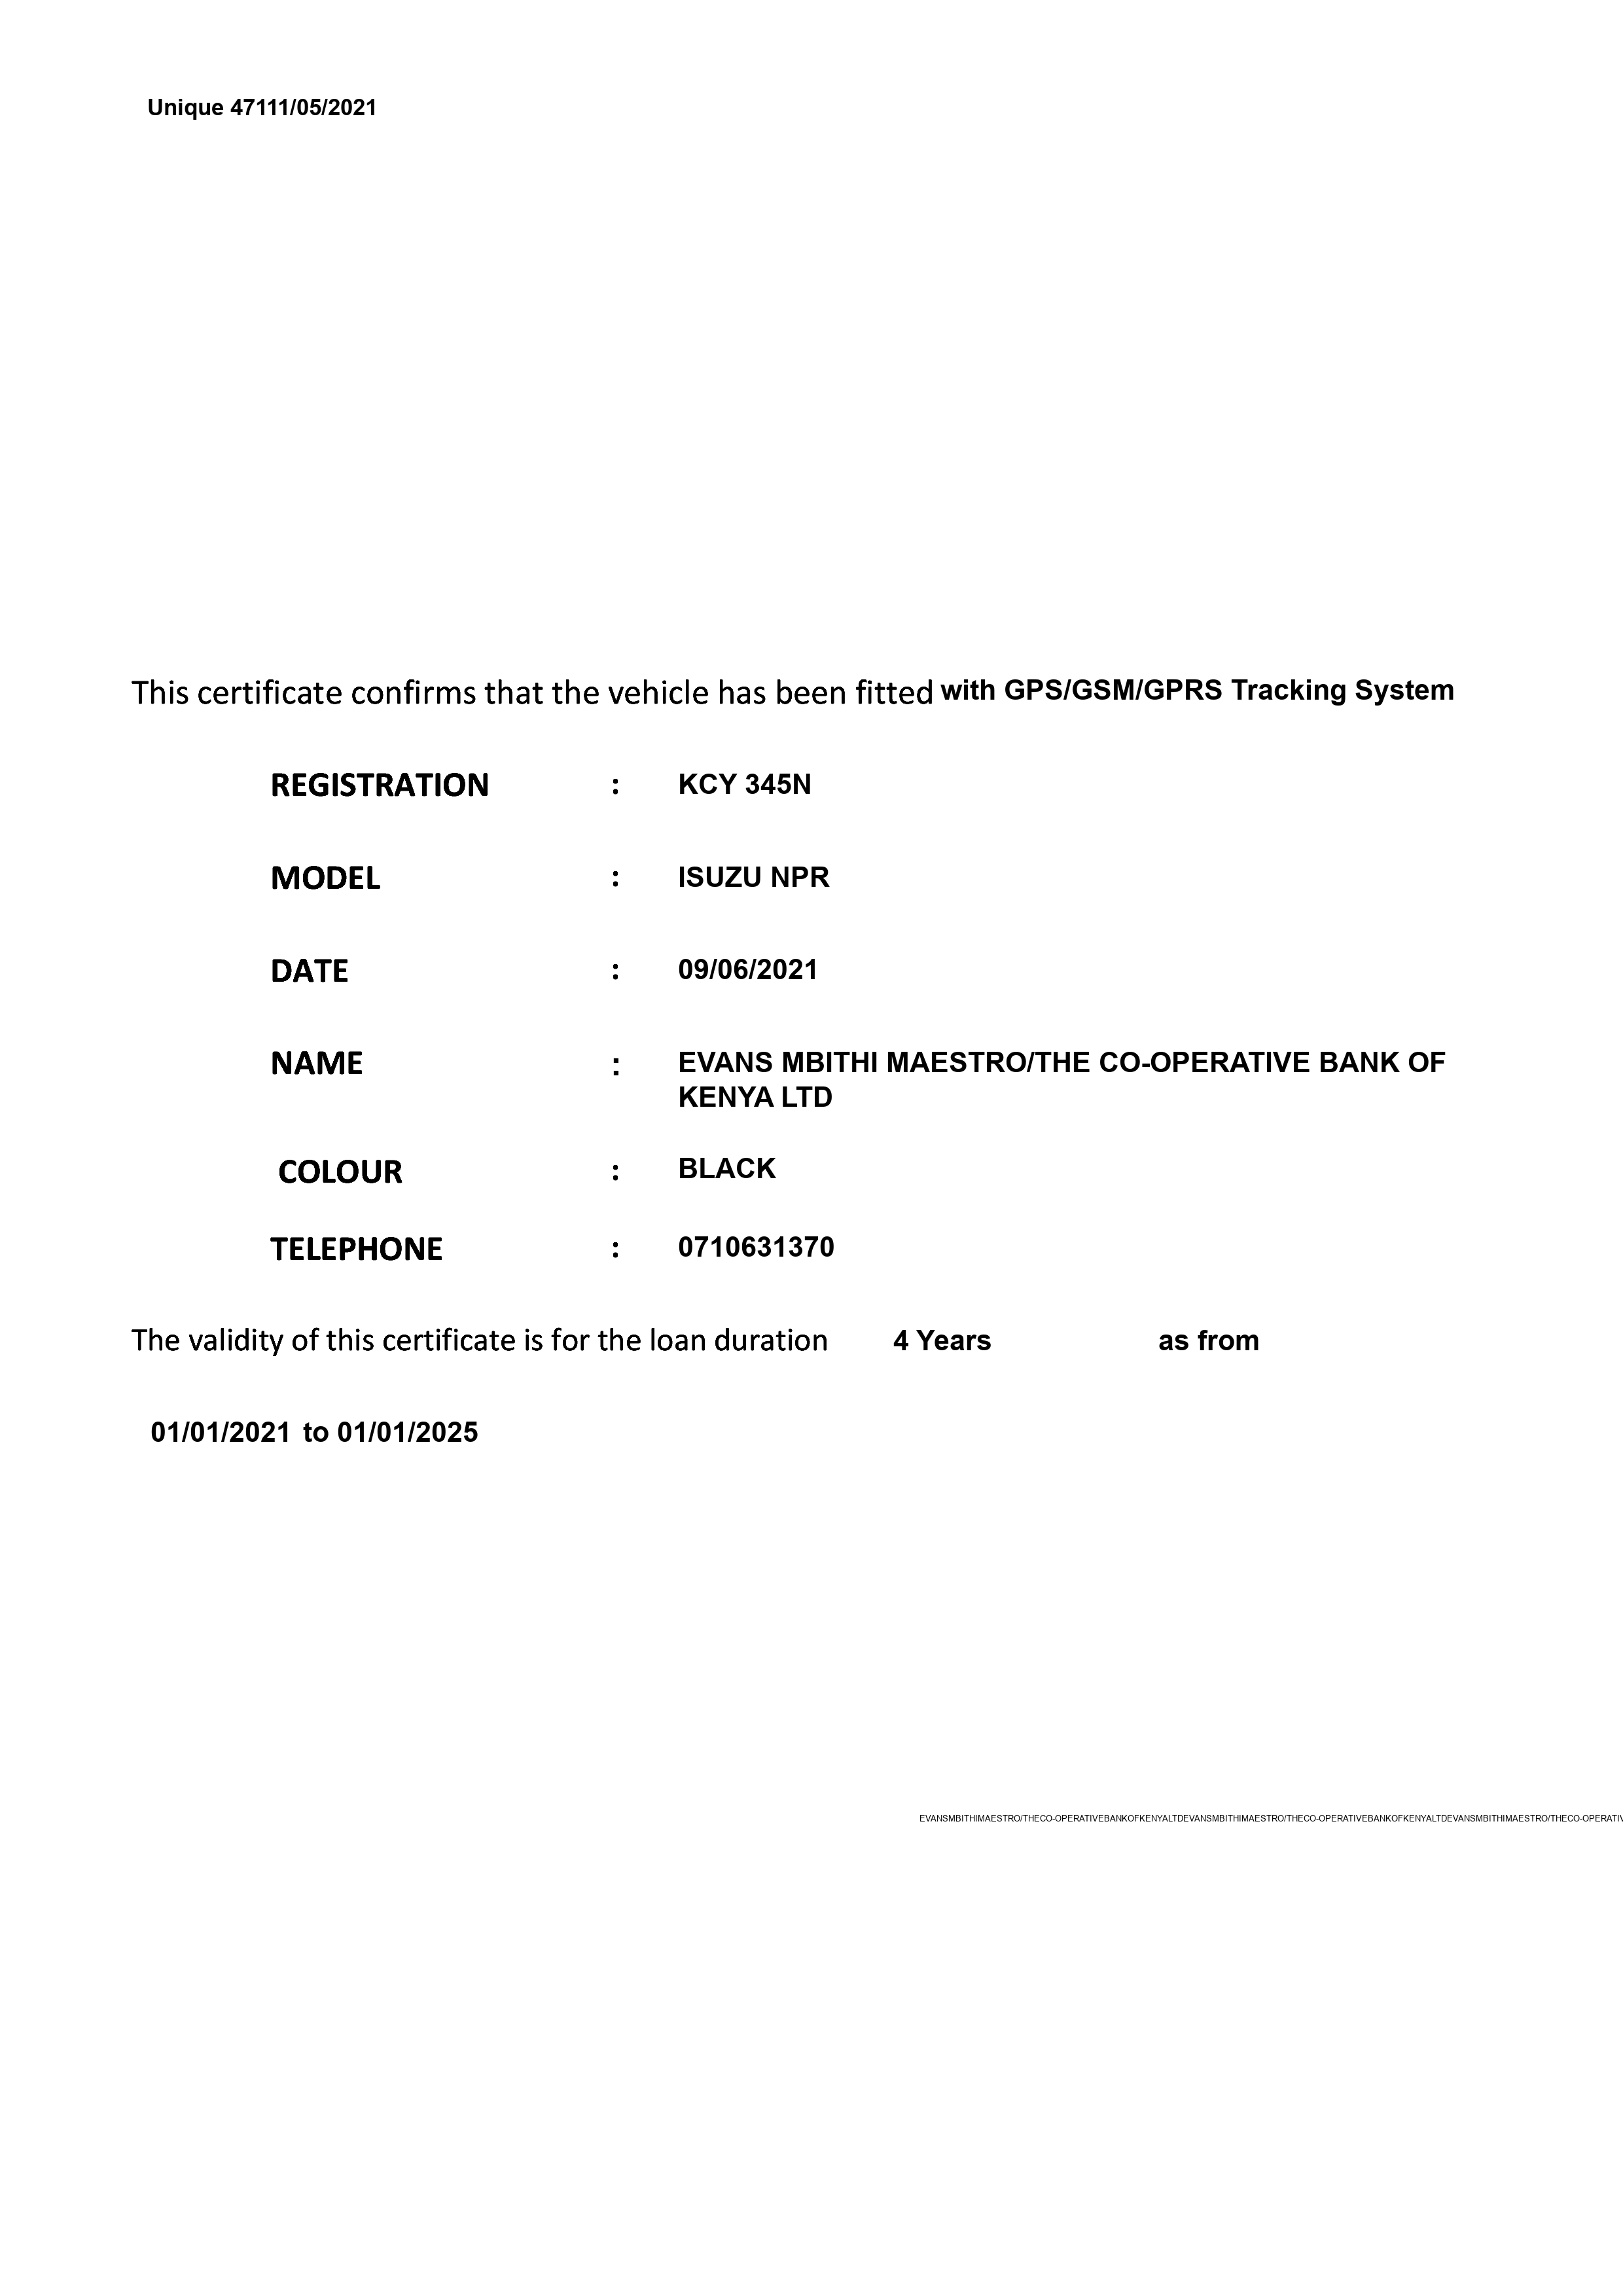 Unique 47111/05/2021
This certificate confirms that the vehicle has been fitted with GPS/GSM/GPRS Tracking System
REGISTRATION : KCY 345N
MODEL : ISUZU NPR
DATE : 09/06/2021
NAME : EVANS MBITHI MAESTRO/THE CO-OPERATIVE BANK OF
KENYA LTD
COLOUR : BLACK
TELEPHONE : 0710631370
The validity of this certificate is for the loan duration 4 Years as from
01/01/2021 to 01/01/2025
EVANSMBITHIMAESTRO/THECO-OPERATIVEBANKOFKENYALTDEVANSMBITHIMAESTRO/THECO-OPERATIVEBANKOFKENYALTDEVANSMBITHIMAESTRO/THECO-OPERATIV